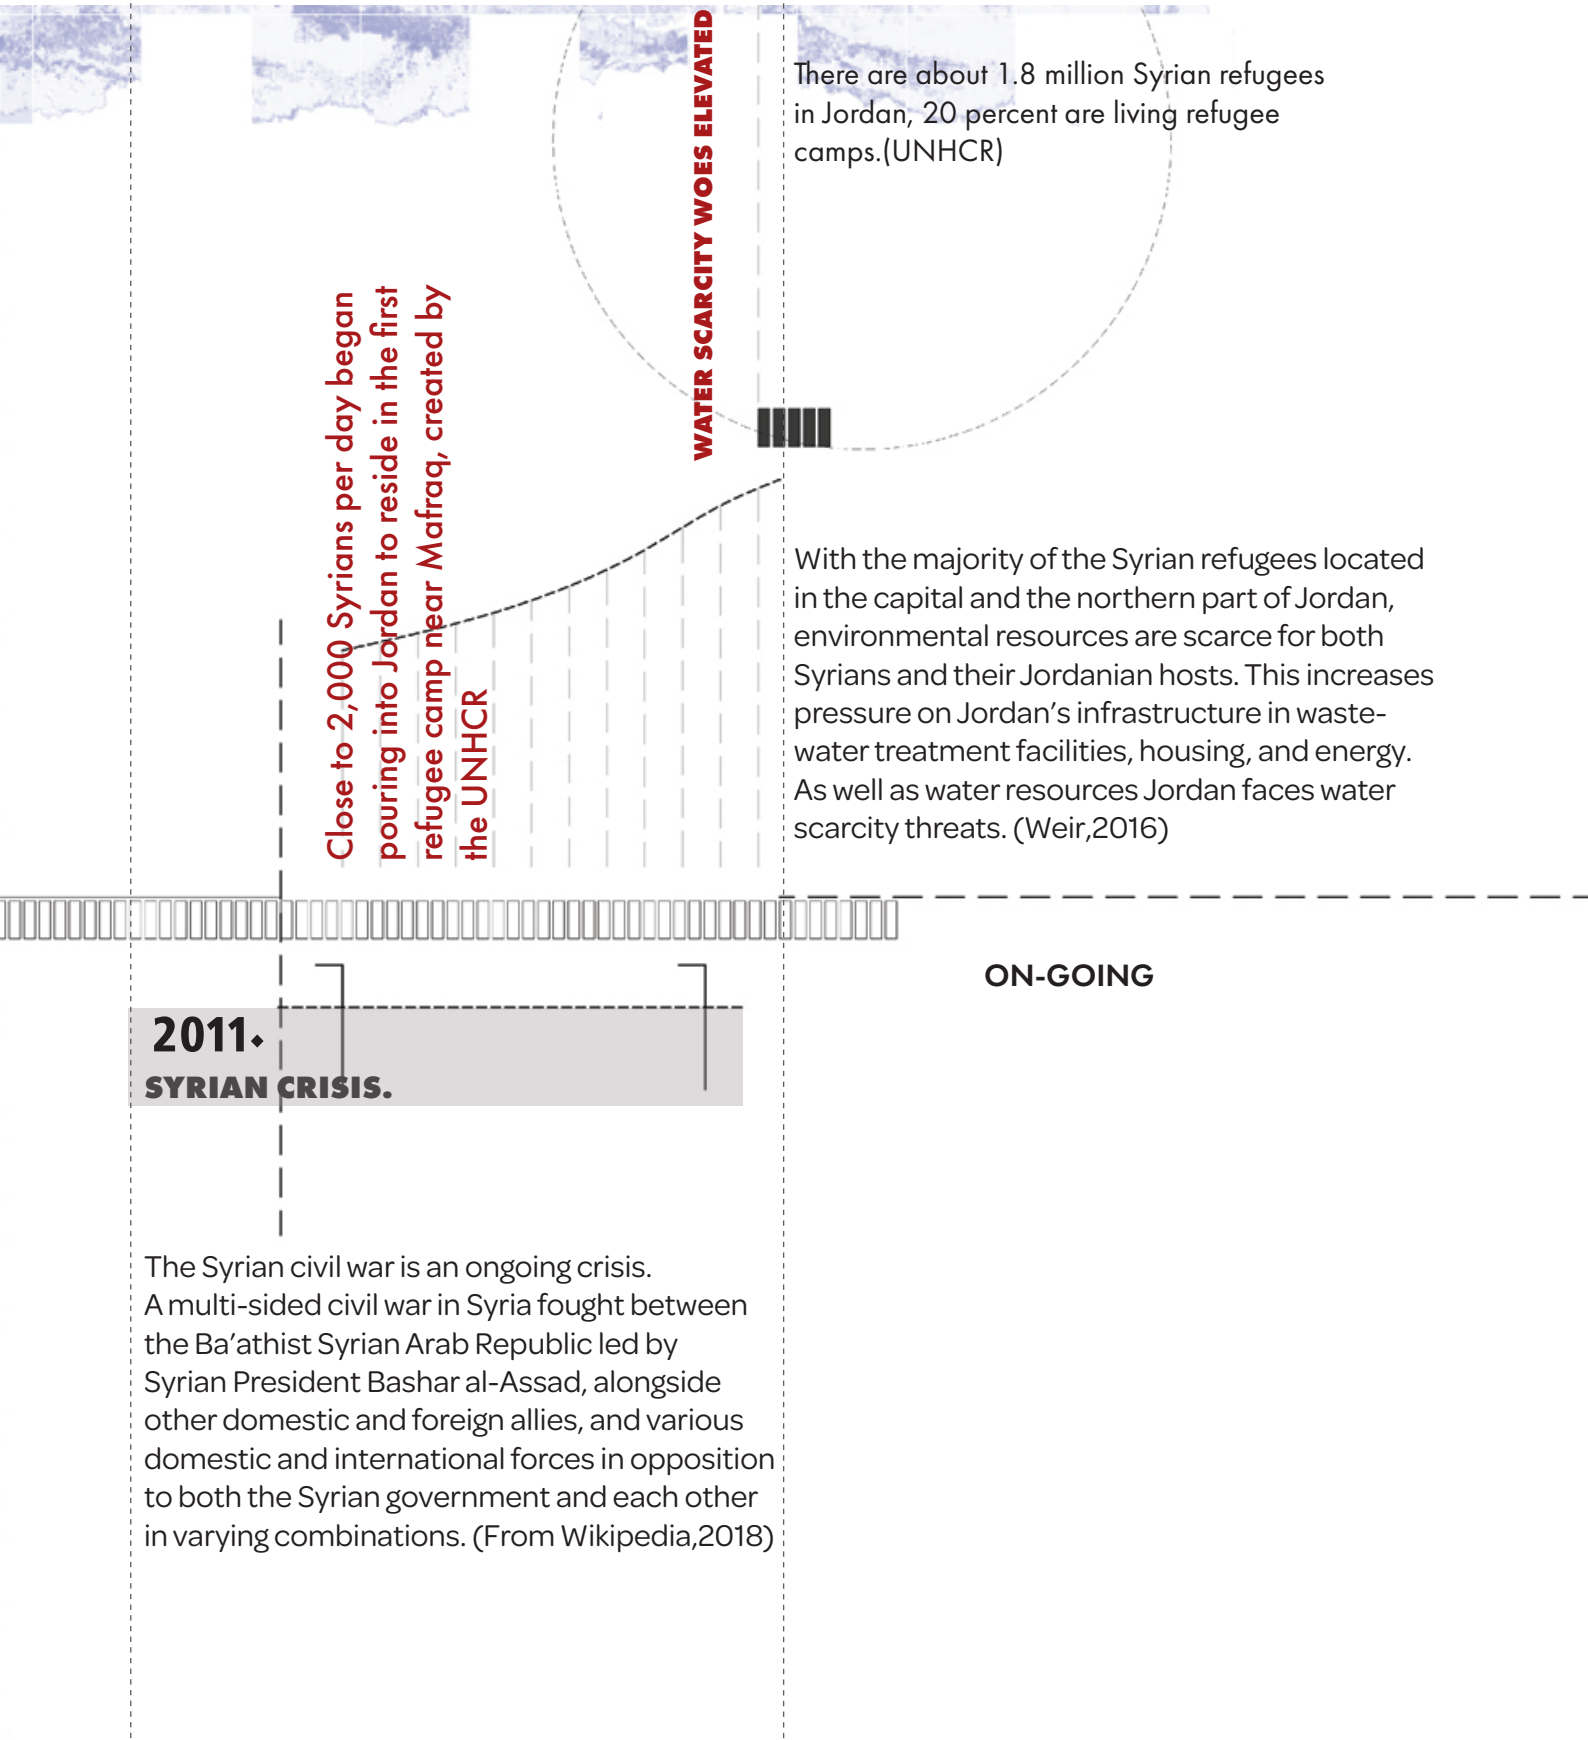 WATER SCARCITY WOES ELEVATED
There are about 1.8 million Syrian refugees
in Jordan, 20 percent are living refugee
camps.(UNHCR)
Close to 2,000 Syrians per day began
pouring into Jordan to reside in the first
refugee camp near Mafraq, created by
the UNHCR
With the majority of the Syrian refugees located
in the capital and the northern part of Jordan,
environmental resources are scarce for both
Syrians and their Jordanian hosts. This increases
pressure on Jordan’s infrastructure in waste-
water treatment facilities, housing, and energy.
As well as water resources Jordan faces water
scarcity threats. (Weir,2016)
ON-GOING
2011
SYRIAN CRISIS.
The Syrian civil war is an ongoing crisis.
A multi-sided civil war in Syria fought between
the Ba’athist Syrian Arab Republic led by
Syrian President Bashar al-Assad, alongside
other domestic and foreign allies, and various
domestic and international forces in opposition
to both the Syrian government and each other
in varying combinations. (From Wikipedia,2018)